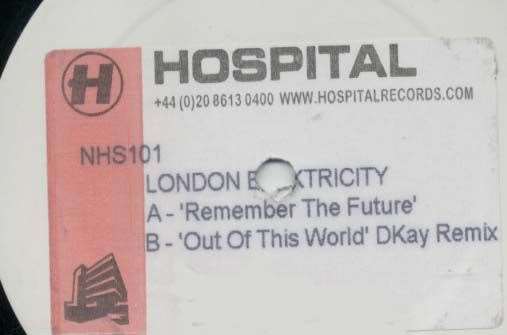 H HOSPITAL
+44 (0)20 8613 0400 WWW.HOSPITALRECORDS.COM
NHS101
LONDON E KTRICITY
A - 'Remember The Future'
B - 'Out Of This World' DKay Remix